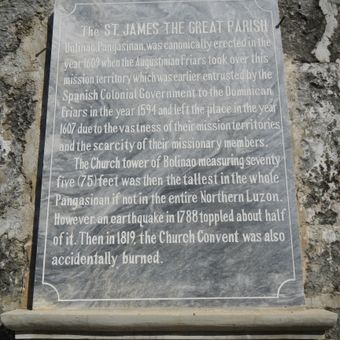 The ST. JAMES THE GREAT PARISH
Bolinao, Pangasinan, was canonically erected in the
year 1609 when the Augustinian Friars took over this
mission territory which was earlier entrusted by the
Spanish Colonial Government to the Dominican
Friars in the year 1594 and left the place in the year
1607 due to the vastness of their mission territories
and the scarcity of their missionary members.
The Church tower of Bolinao measuring seventy
five (75) feet was then the tallest in the whole
Pangasinan if not in the entire Northern Luzon.
However, an earthquake in 1788 toppled about half
of it. Then in 1819, the Church Convent was also
accidentally burned.